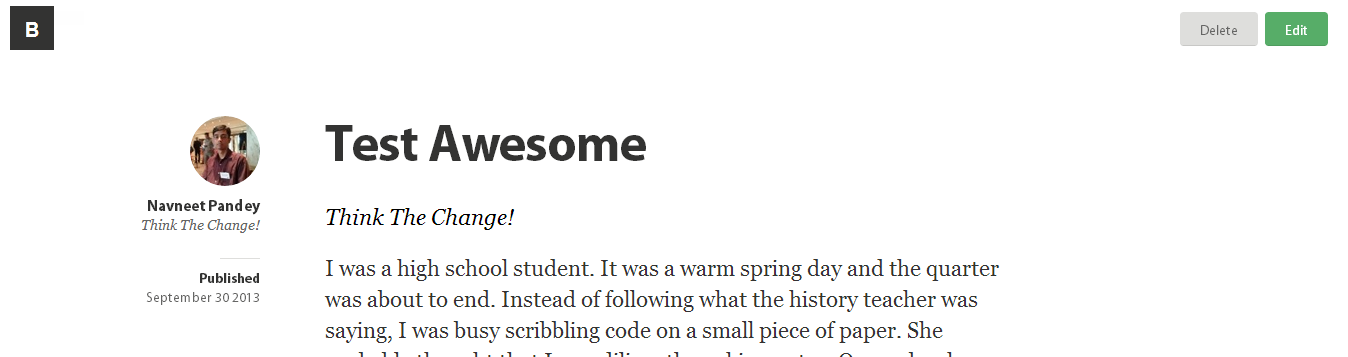 B
Delete
Edit
Navneet Pandey
Think The Change!
Published
September 30 2013
Test Awesome
Think The Change!
I was a high school student. It was a warm spring day and the quarter
was about to end. Instead of following what the history teacher was
saying, I was busy scribbling code on a small piece of paper. She